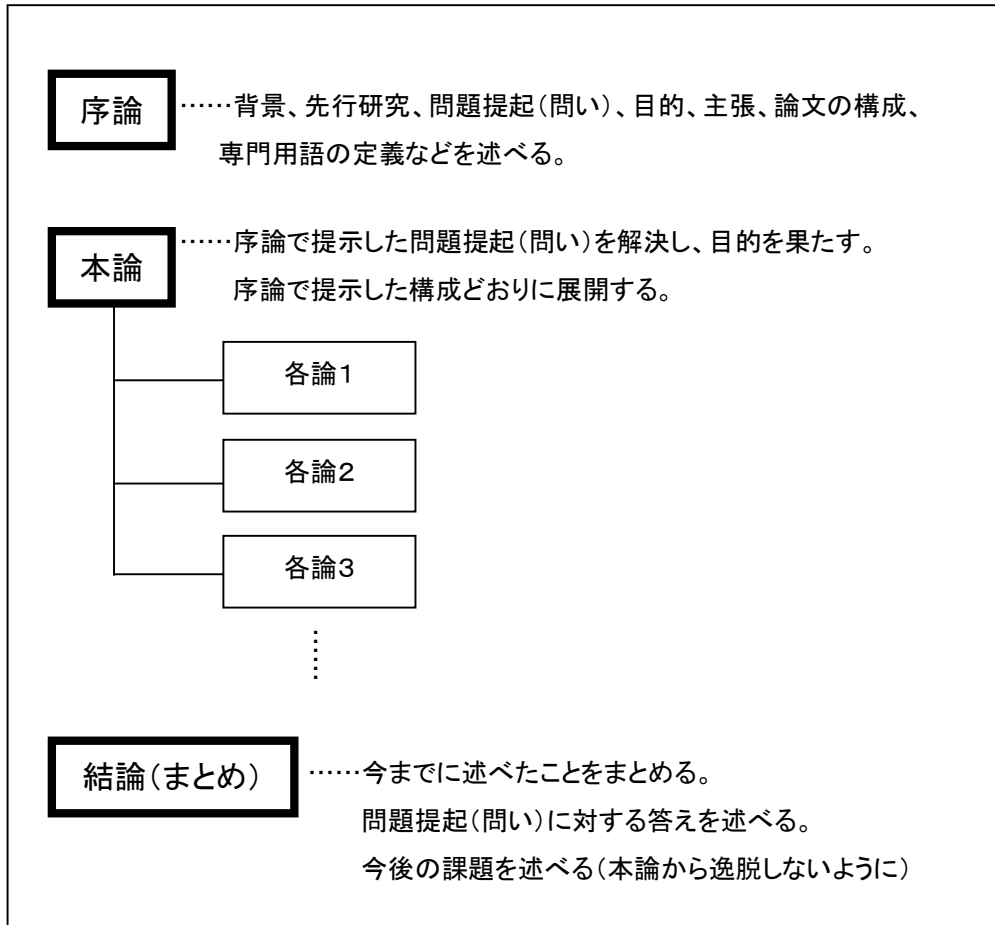 序論
……背景、先行研究、問題提起(問い)、目的、主張、論文の構成、
専門用語の定義などを述べる。
本論
……序論で提示した問題提起(問い)を解決し、目的を果たす。
序論で提示した構成どおりに展開する。
各論1
各論2
各論3
……
結論(まとめ)
……今までに述べたことをまとめる。
問題提起(問い)に対する答えを述べる。
今後の課題を述べる(本論から逸脱しないように)